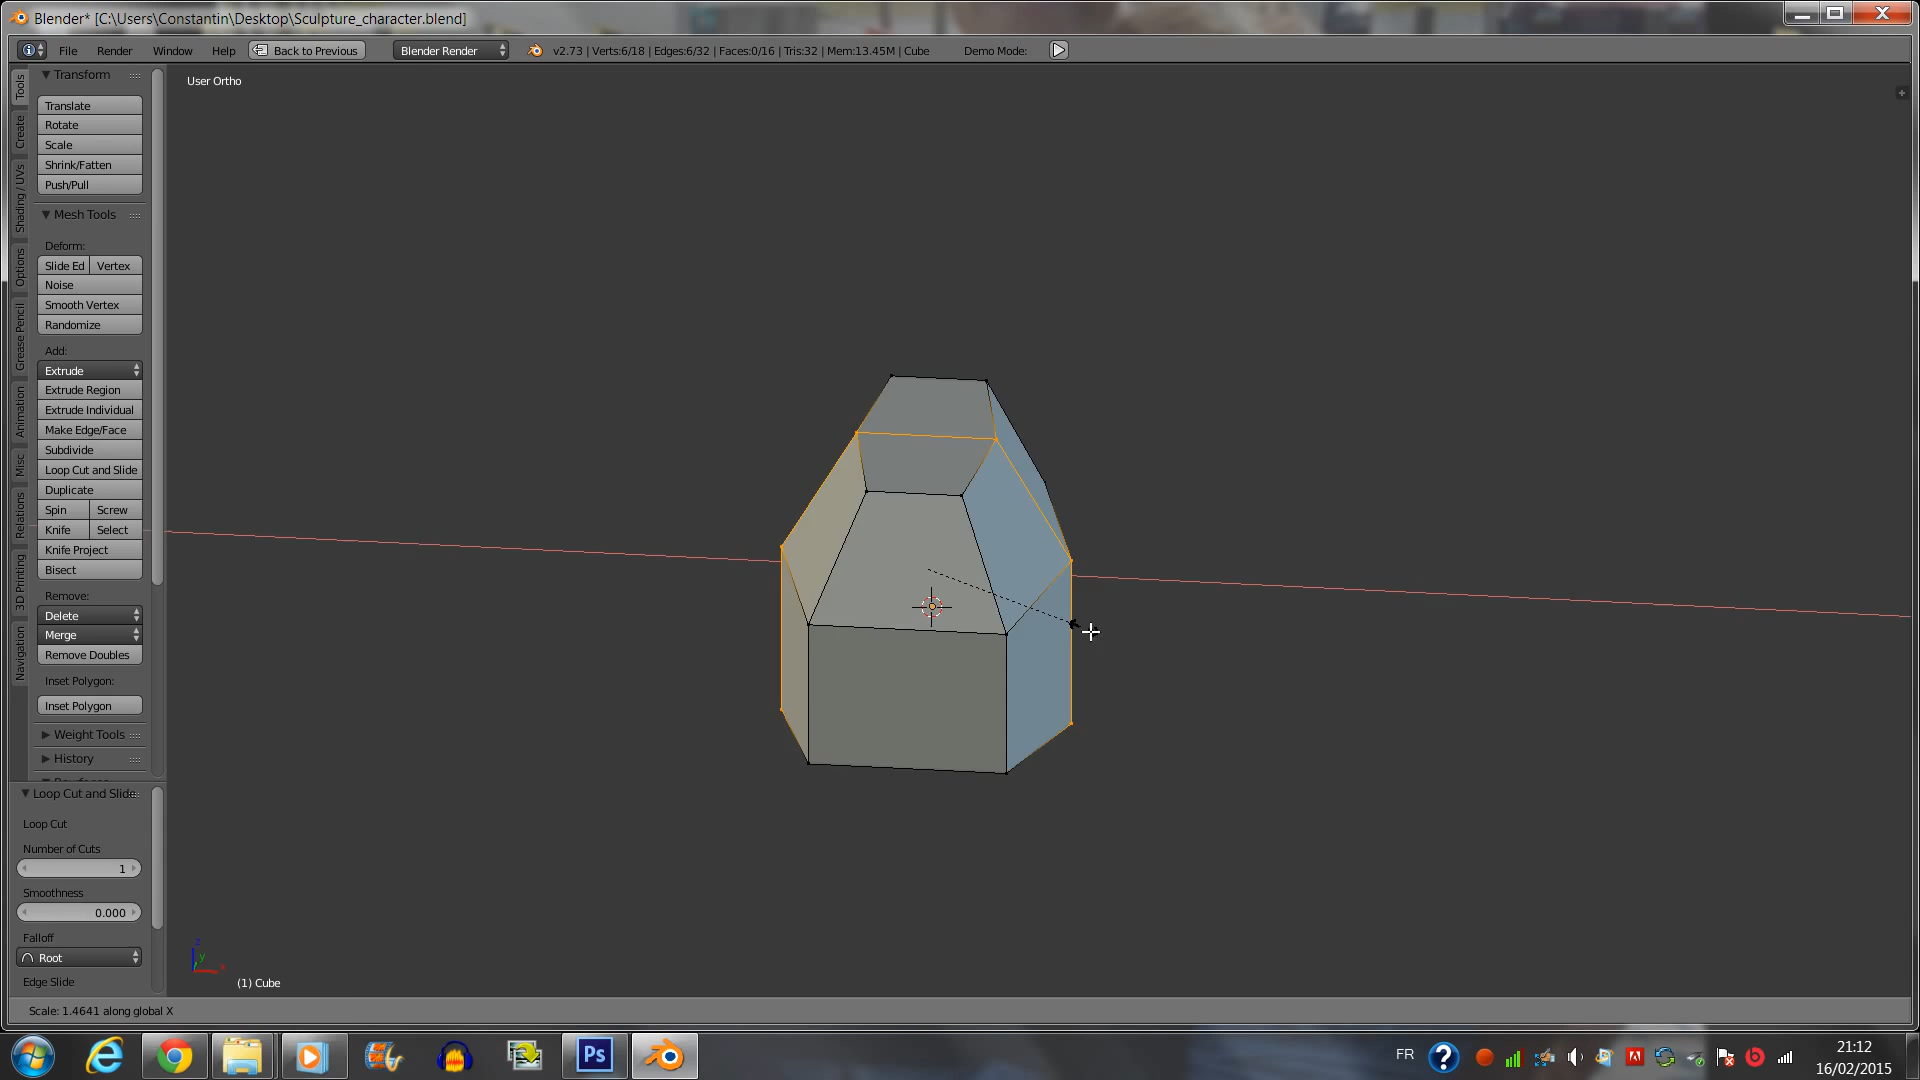 Blender* [C:\Users\Constantin\Desktop\Sculpture_character.blend]
File Render Window Help Back to Previous Blender Render v2.73 | Verts:6/18 | Edges:6/32 | Faces:0/16 | Tris:32 | Mem:13.45M | Cube Demo Mode:
User Ortho
Tools
Create
Shading / UVs
Options
Grease Pencil
Animation
Misc
Relations
3D Printing
Navigation
Transform
Translate
Rotate
Scale
Shrink/Fatten
Push/Pull
Mesh Tools
Deform:
Slide Ed Vertex
Noise
Smooth Vertex
Randomize
Add:
Extrude
Extrude Region
Extrude Individual
Make Edge/Face
Subdivide
Loop Cut and Slide
Duplicate
Spin Screw
Knife Select
Knife Project
Bisect
Remove:
Delete
Merge
Remove Doubles
Inset Polygon:
Inset Polygon
Weight Tools
History
Loop Cut and Slide
Loop Cut
Number of Cuts
1
Smoothness
0.000
Falloff
Root
Edge Slide
z
y
x
(1) Cube
Scale: 1.4641 along global X
Ps
FR
21:12
16/02/2015